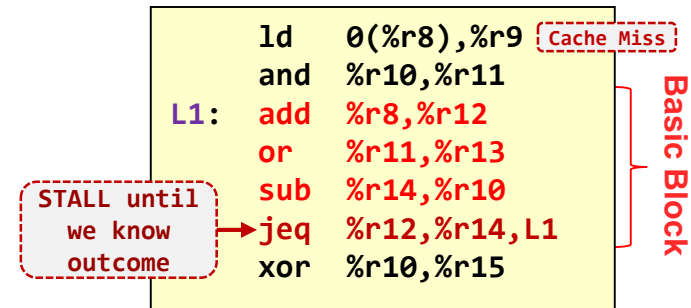 ld 0(%r8),%r9 Cache Miss
and %r10,%r11
L1: add %r8,%r12
or %r11,%r13
sub %r14,%r10
jeq %r12,%r14,L1
xor %r10,%r15
STALL until
we know
outcome
Basic Block